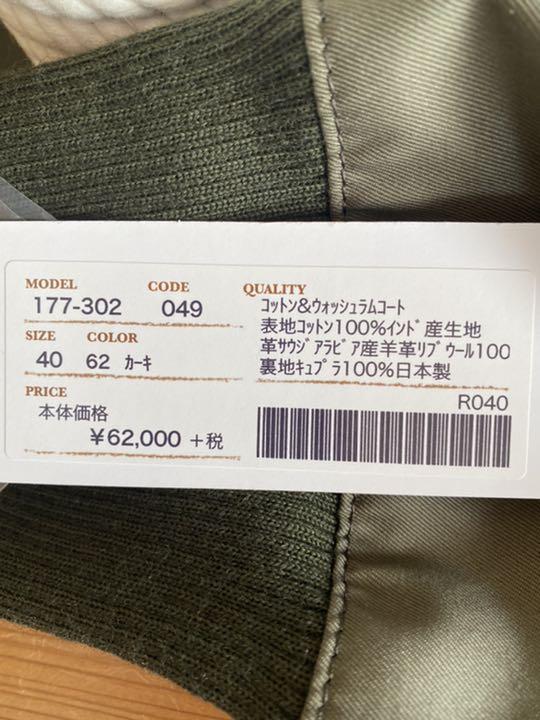 MODEL
177-302
CODE
049
SIZE
40
COLOR
62 カーキ
PRICE
本体価格
¥62,000 +税
QUALITY
コットン&ウォッシュラムコート
表地コットン100%インド産生地
革サウジアラビア産羊革リブウール100
裏地キュプラ100%日本製
R040